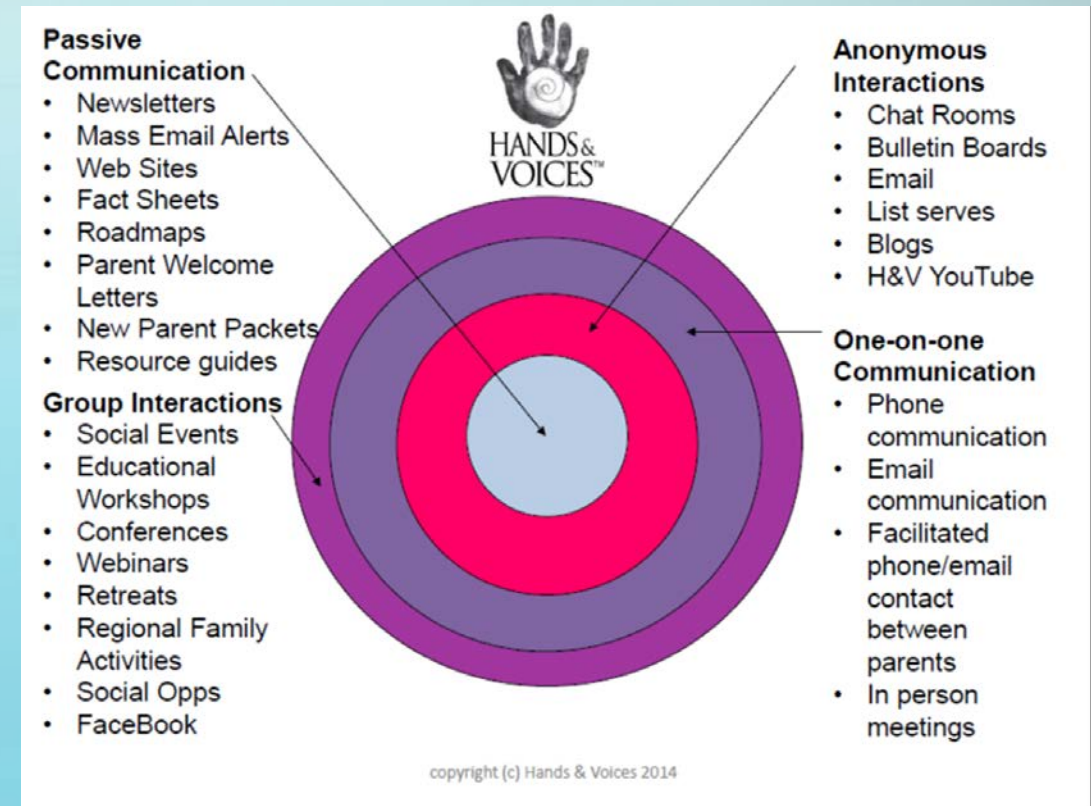 Passive
Communication
• Newsletters
• Mass Email Alerts
• Web Sites
• Fact Sheets
• Roadmaps
• Parent Welcome
Letters
• New Parent Packets
• Resource guides
Group Interactions
• Social Events
• Educational
Workshops
• Conferences
• Webinars
• Retreats
• Regional Family
Activities
• Social Opps
• FaceBook
HANDS &
VOICES™
Anonymous
Interactions
• Chat Rooms
• Bulletin Boards
• Email
• List serves
• Blogs
• H&V YouTube
One-on-one
Communication
• Phone
communication
• Email
communication
• Facilitated
phone/email
contact
between
parents
• In person
meetings
copyright (c) Hands & Voices 2014